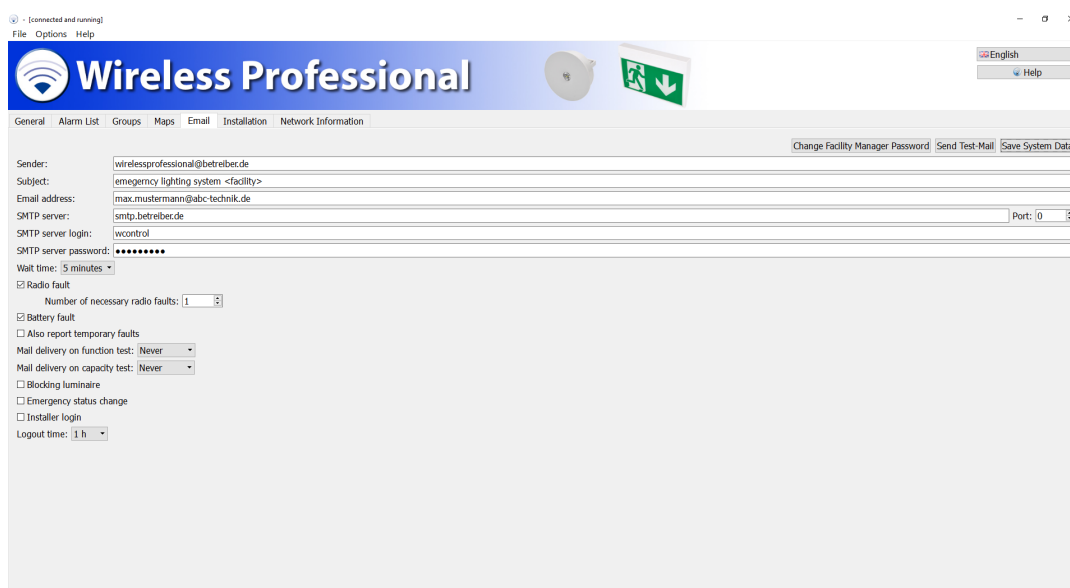 - [connected and running]
File Options Help
Wireless Professional
English
Help
General Alarm List Groups Maps Email Installation Network Information
Change Facility Manager Password Send Test-Mail Save System Data
Sender: wirelessprofessional@betreiber.de
Subject: emegerncy lighting system <facility>
Email address: max.mustermann@abc-technik.de
SMTP server: smtp.betreiber.de Port: 0
SMTP server login: wcontrol
SMTP server password: ●●●●●●●●●
Wait time: 5 minutes
Radio fault
Number of necessary radio faults: 1
Battery fault
Also report temporary faults
Mail delivery on function test: Never
Mail delivery on capacity test: Never
Blocking luminaire
Emergency status change
Installer login
Logout time: 1 h